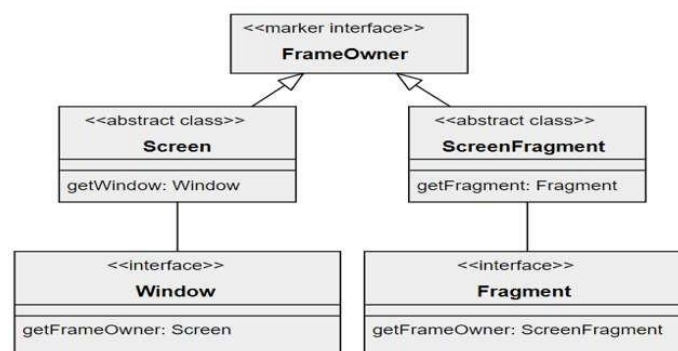 <<marker interface>>
FrameOwner
<<abstract class>>
Screen
getWindow: Window
<<abstract class>>
ScreenFragment
getFragment: Fragment
<<interface>>
Window
getFrameOwner: Screen
<<interface>>
Fragment
getFrameOwner: ScreenFragment